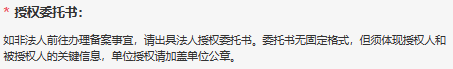 * 授权委托书：
如非法人前往办理备案事宜，请出具法人授权委托书。委托书无固定格式，但须体现授权人和
被授权人的关键信息，单位授权请加盖单位公章。